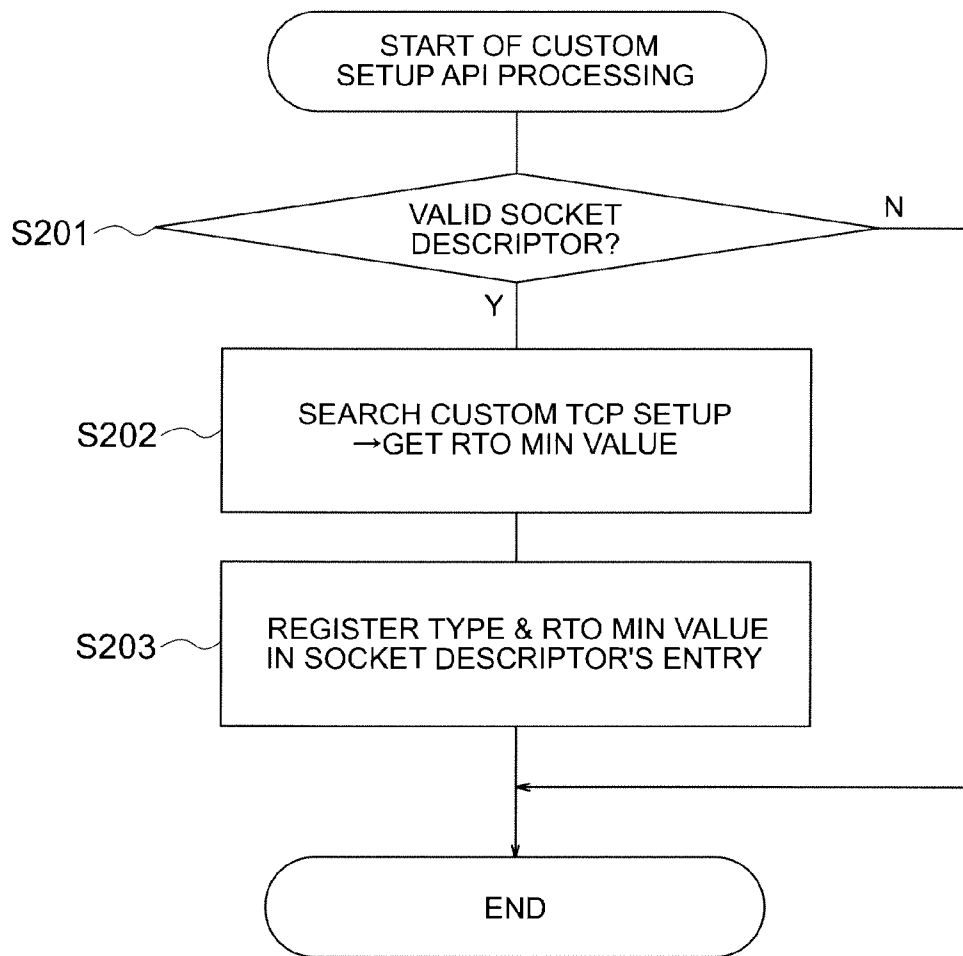 START OF CUSTOM
SETUP API PROCESSING
S201
VALID SOCKET
DESCRIPTOR?
N
Y
S202
SEARCH CUSTOM TCP SETUP
→GET RTO MIN VALUE
S203
REGISTER TYPE & RTO MIN VALUE
IN SOCKET DESCRIPTOR'S ENTRY
END